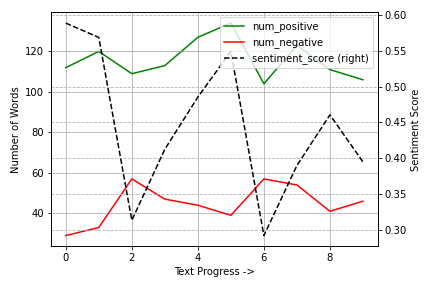 num_positive
num_negative
sentiment_score (right)
Number of Words
120
100
80
60
40
0.60
0.55
0.50
0.45
0.40
0.35
0.30
Sentiment Score
0 2 4 6 8
Text Progress ->